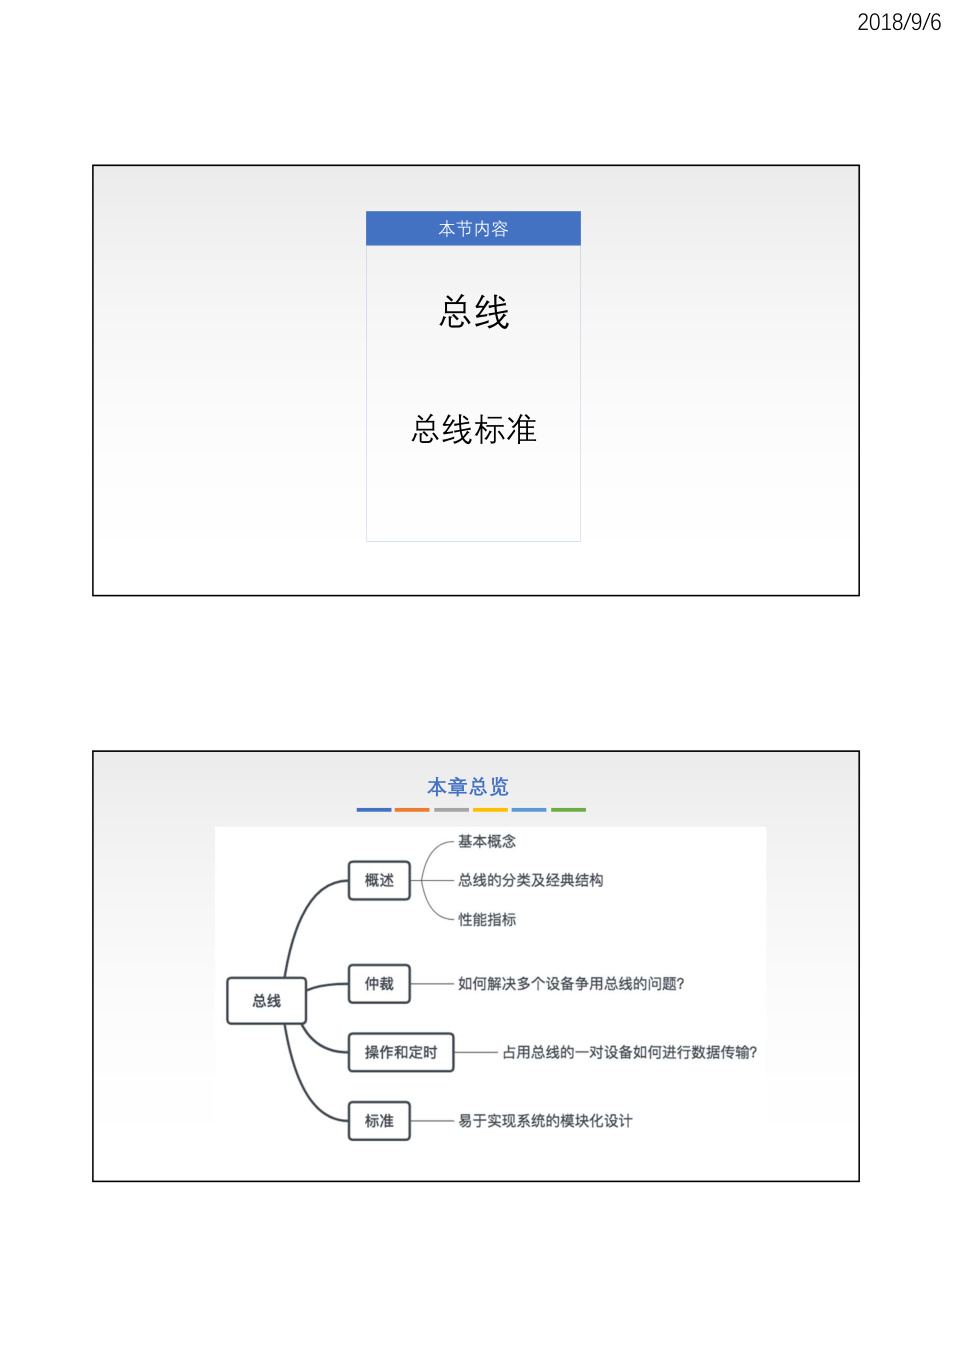 2018/9/6
本节内容
总线
总线标准
本章总览
基本概念
概述
总线的分类及经典结构
性能指标
仲裁
如何解决多个设备争用总线的问题?
总线
操作和定时
占用总线的一对设备如何进行数据传输?
标准
易于实现系统的模块化设计